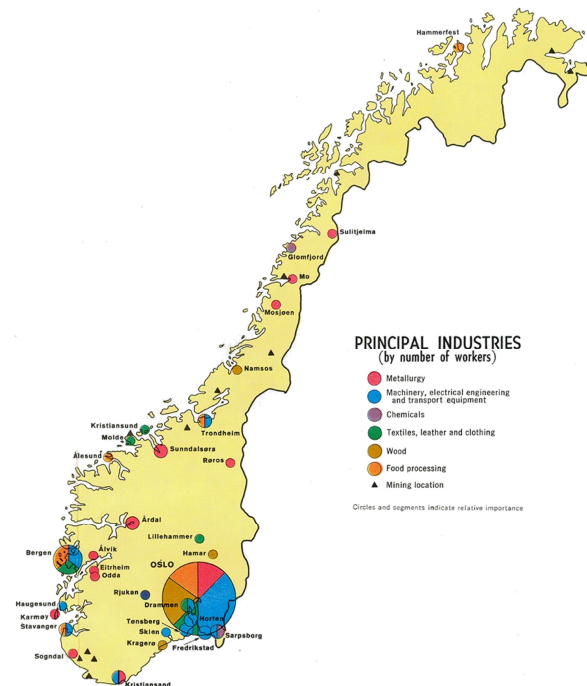 Hammerfest
Sulitjelma
Glomfjord
Mo
Mosjøen
PRINCIPAL INDUSTRIES
(by number of workers)
Metallurgy
Machinery, electrical engineering
and transport equipment
Chemicals
Textiles, leather and clothing
Wood
Food processing
Mining location
Circles and segments indicate relative importance
Namsos
Kristiansund
Molde
Trondheim
Ålesund
Sunndalsøra
Røros
Årdal
Lillehammer
Bergen
Ålvik
Hamar
Eitrheim
Odda
OSLO
Rjukan
Drammen
Haugesund
Karmøy
Stavanger
Tønsberg
Horten
Skien
Sarpsborg
Kragerø
Fredrikstad
Sogndal
Kristiansand